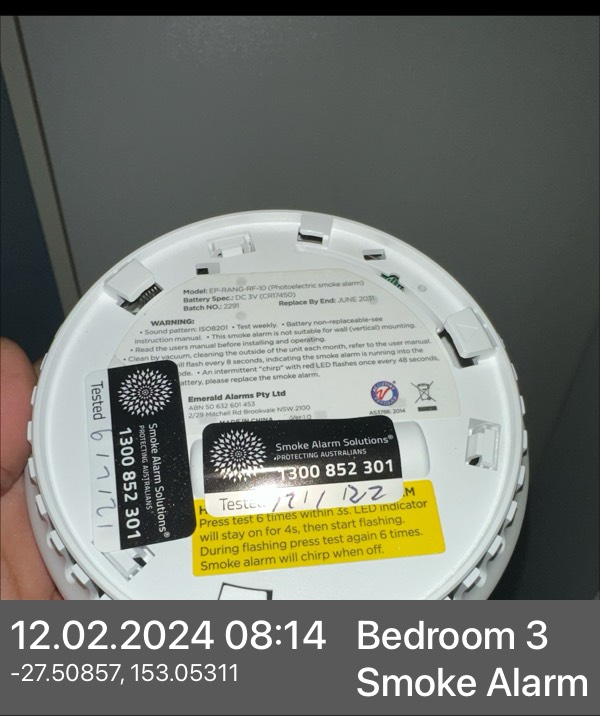 Model: EP-RANG-RF-10 (Photoelectric smoke alarm)
Battery Spec.: DC 3V (CR17450)
Batch NO.: 2291
Replace By End: JUNE 2031
WARNING:
• Sound pattern: ISO8201 • Test weekly. • Battery non-replaceable-see
instruction manual. • This smoke alarm is not suitable for wall (vertical) mounting.
• Read the users manual before installing and operating.
• Clean by vacuum, cleaning the outside of the unit each month, refer to the user manual.
will flash every 8 seconds, indicating the smoke alarm is running into the
• An intermittent "chirp" with red LED flashes once every 48 seconds,
please replace the smoke alarm.
Emerald Alarms Pty Ltd
ABN 50 632 601 453
2/29 Mitchell Rd Brookvale NSW 2100
MADE IN CHINA
Ver:1.0
AS3786: 2014
Smoke Alarm Solutions®
PROTECTING AUSTRALIANS
1300 852 301
Tested
Smoke Alarm Solutions®
PROTECTING AUSTRALIANS
1300 852 301
Press test 6 times within 3s. LED indicator
will stay on for 4s, then start flashing.
During flashing press test again 6 times.
Smoke alarm will chirp when off.
12.02.2024 08:14
-27.50857, 153.05311
Bedroom 3
Smoke Alarm